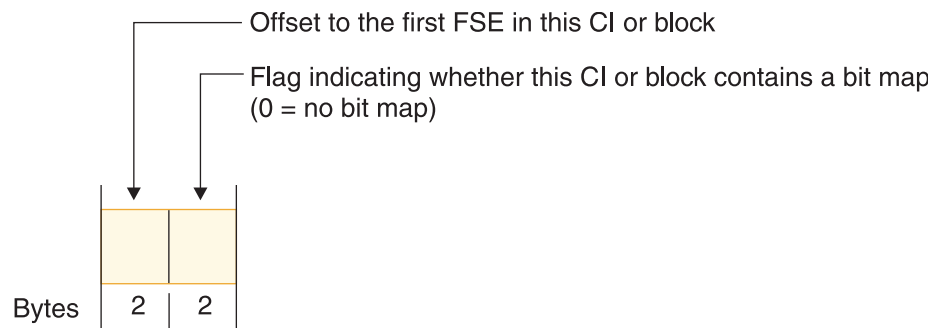 Offset to the first FSE in this CI or block
Flag indicating whether this CI or block contains a bit map
(0 = no bit map)
Bytes 2 2